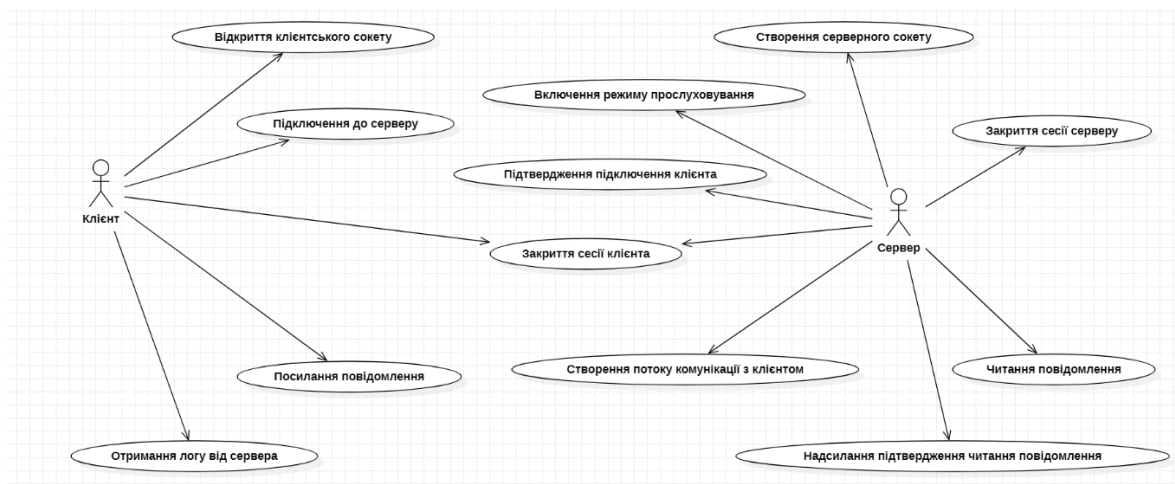 Відкриття клієнтського сокету
Створення серверного сокету
Включення режиму прослуховування
Підключення до серверу
Закриття сесії серверу
Підтвердження підключення клієнта
Клієнт
Сервер
Закриття сесії клієнта
Створення потоку комунікації з клієнтом
Читання повідомлення
Посилання повідомлення
Отримання логу від сервера
Надсилання підтвердження читання повідомлення